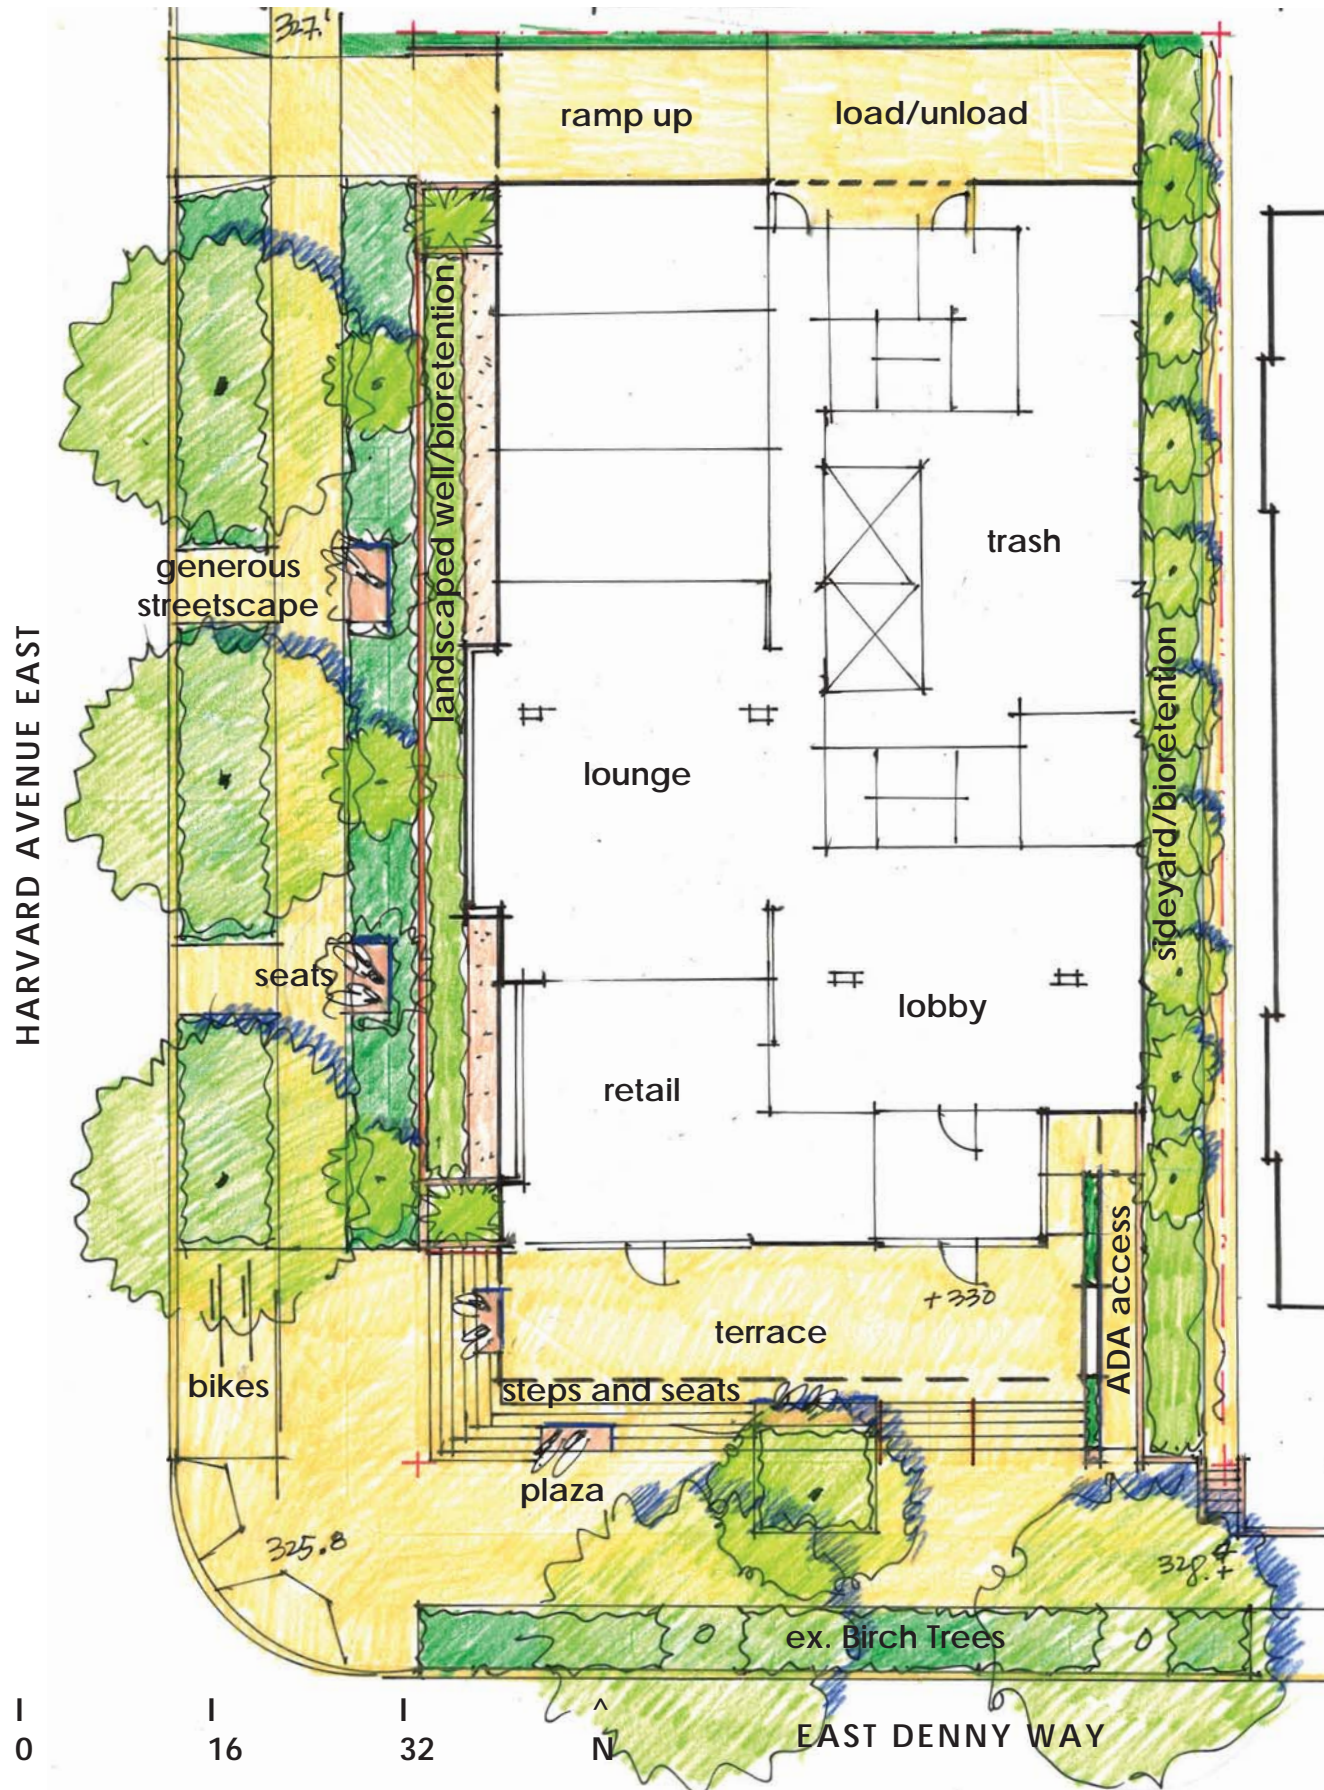 327.1
ramp up
load/unload
landscaped well/bioretention
generous
streetscape
trash
HARVARD AVENUE EAST
lounge
sideyard/bioretention
seats
lobby
retail
ADA access
+330
terrace
bikes
steps and seats
plaza
325.8
ex. Birch Trees
^
0
16
32
N
EAST DENNY WAY